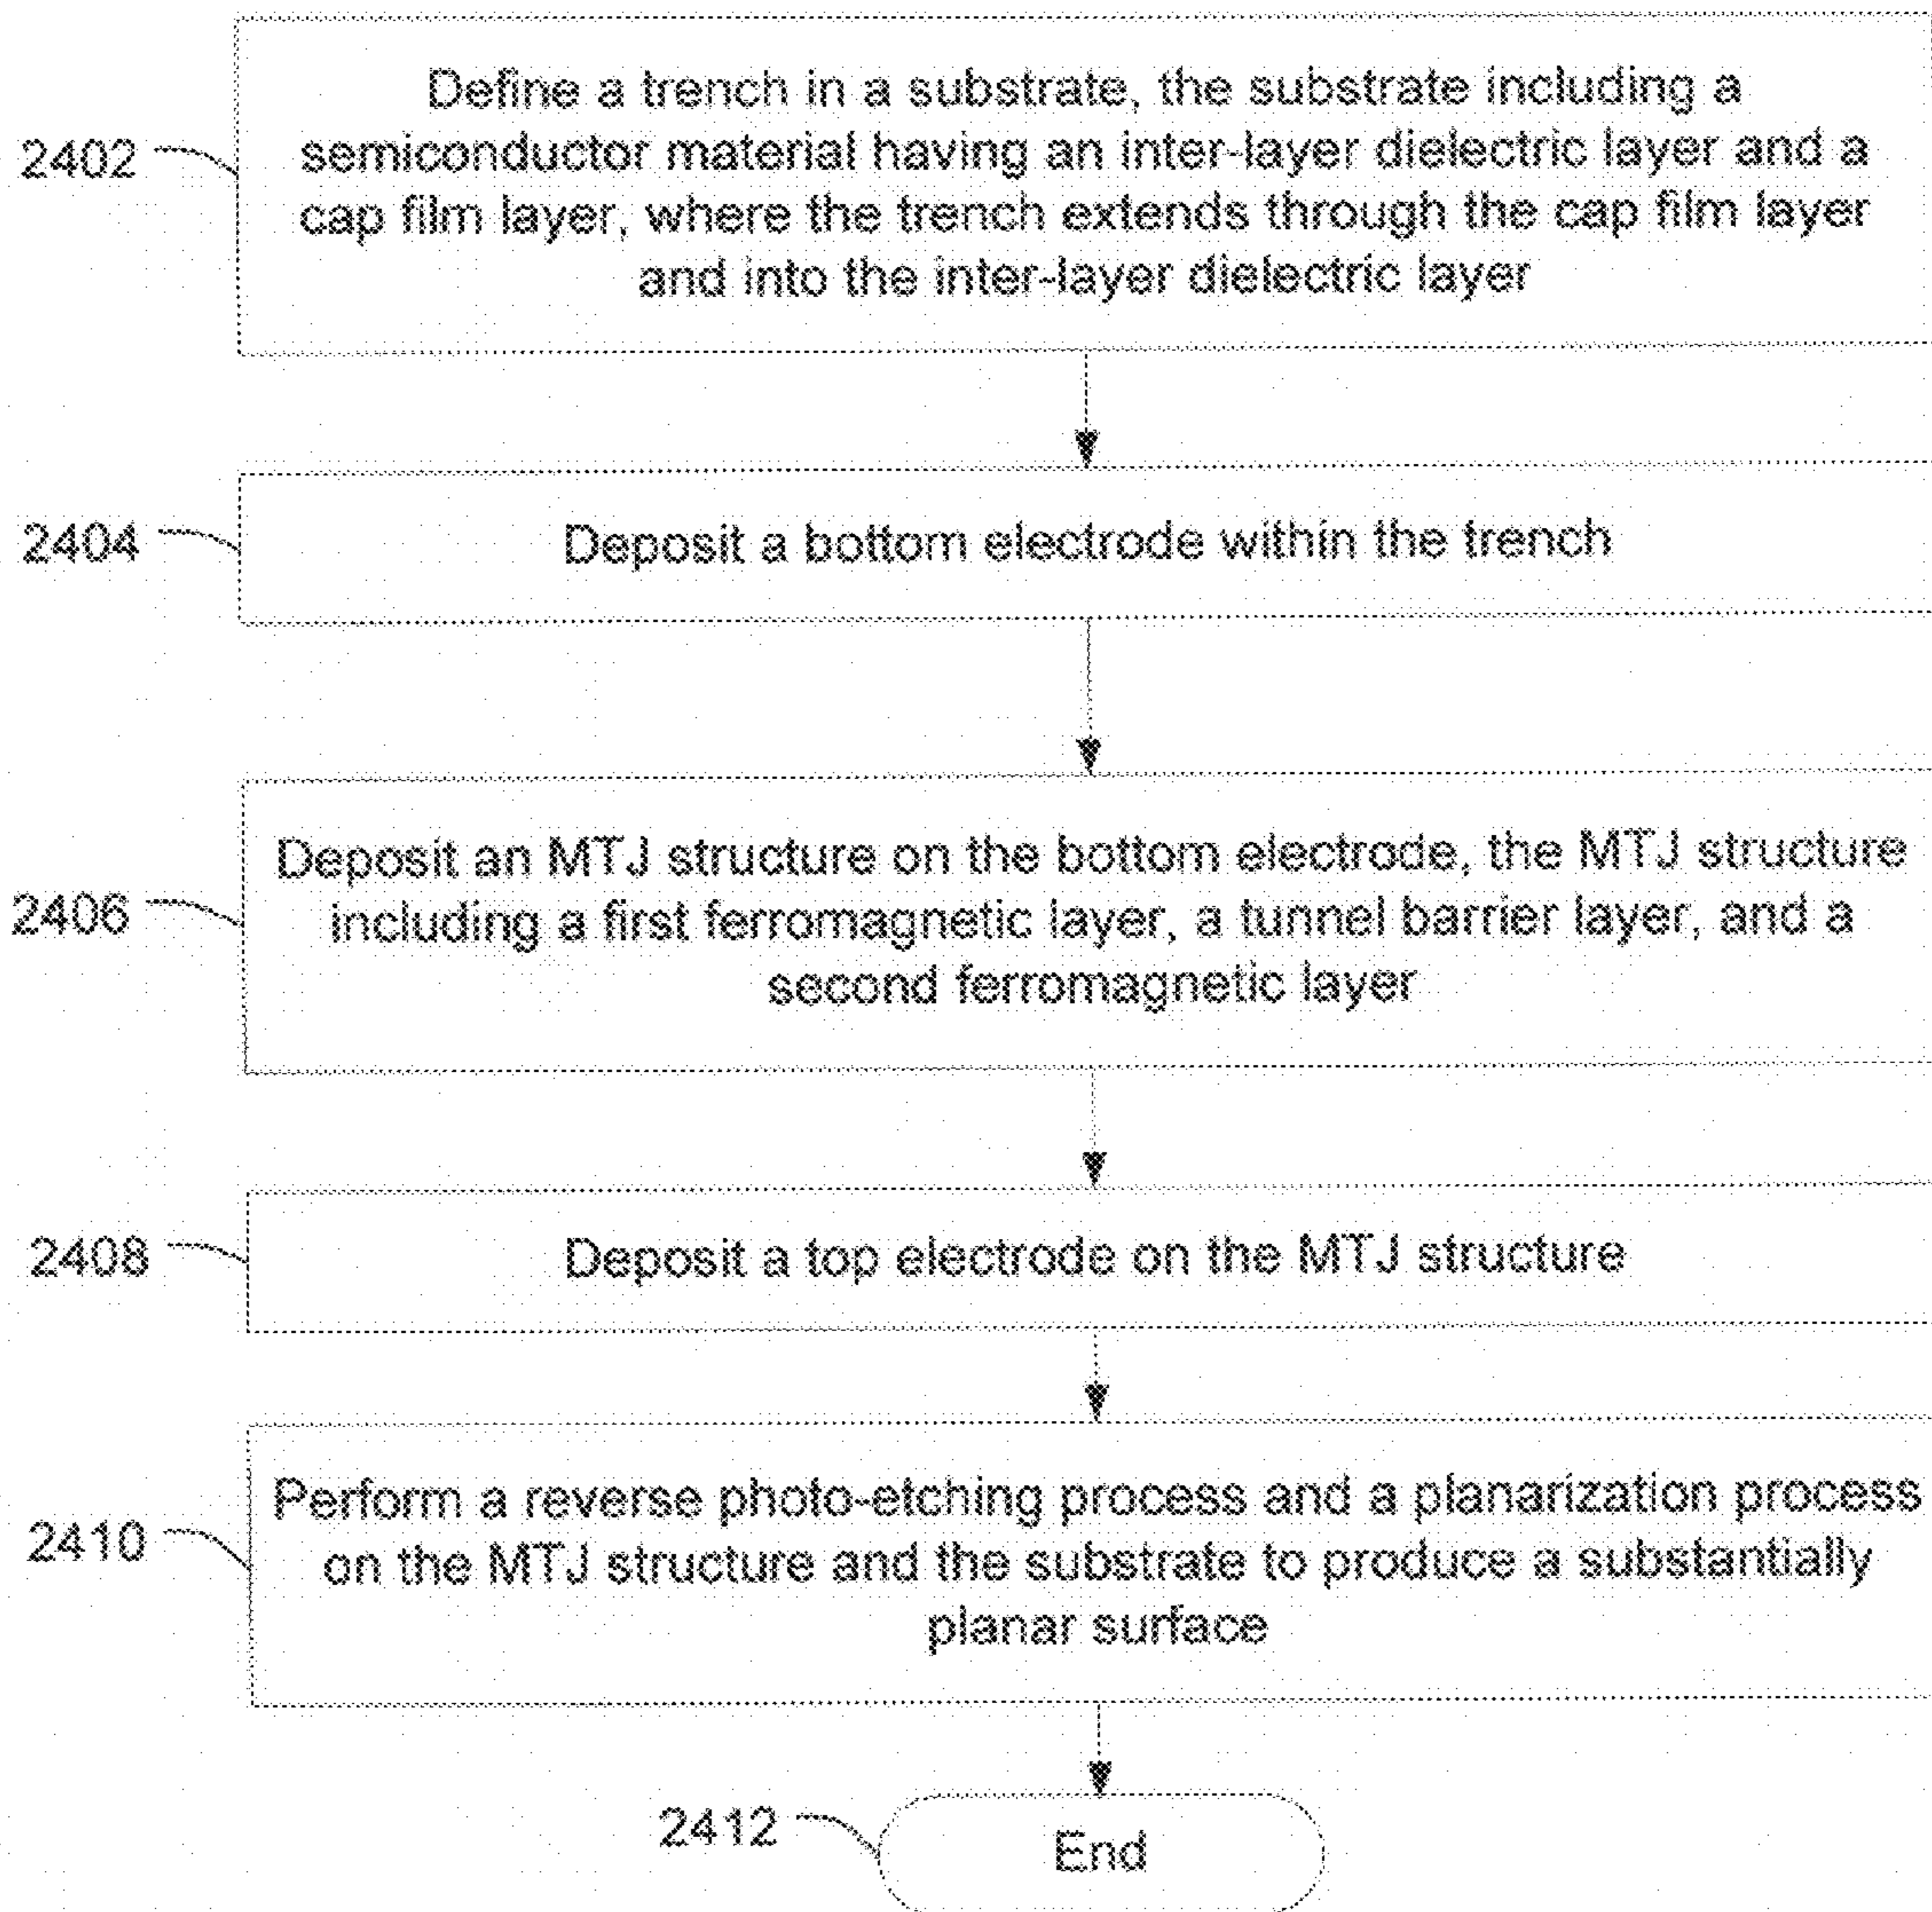 Define a trench in a substrate, the substrate including a
2402
semiconductor material having an inter-layer dielectric layer and a
cap film layer, where the trench extends through the cap film layer
and into the inter-layer dielectric layer
2404
Deposit a bottom electrode within the trench
Deposit an MTJ structure on the bottom electrode, the MTJ structure
2406
including a first ferromagnetic layer, a tunnel barrier layer, and a
second ferromagnetic layer
2408
Deposit a top electrode on the MTJ structure
Perform a reverse photo-etching process and a planarization process
2410
on the MTJ structure and the substrate to produce a substantially
planar surface
2412
End